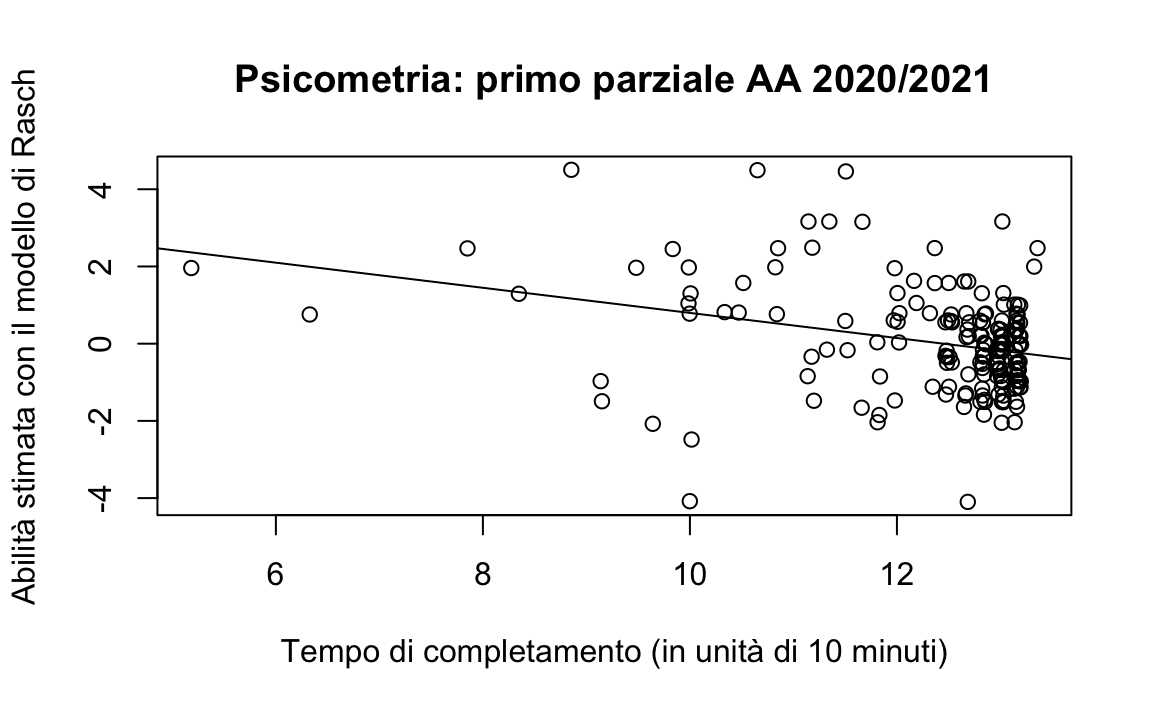 Psicometria: primo parziale AA 2020/2021
Abilità stimata con il modello di Rasch
4
2
0
-2
-4
6 8 10 12
Tempo di completamento (in unità di 10 minuti)